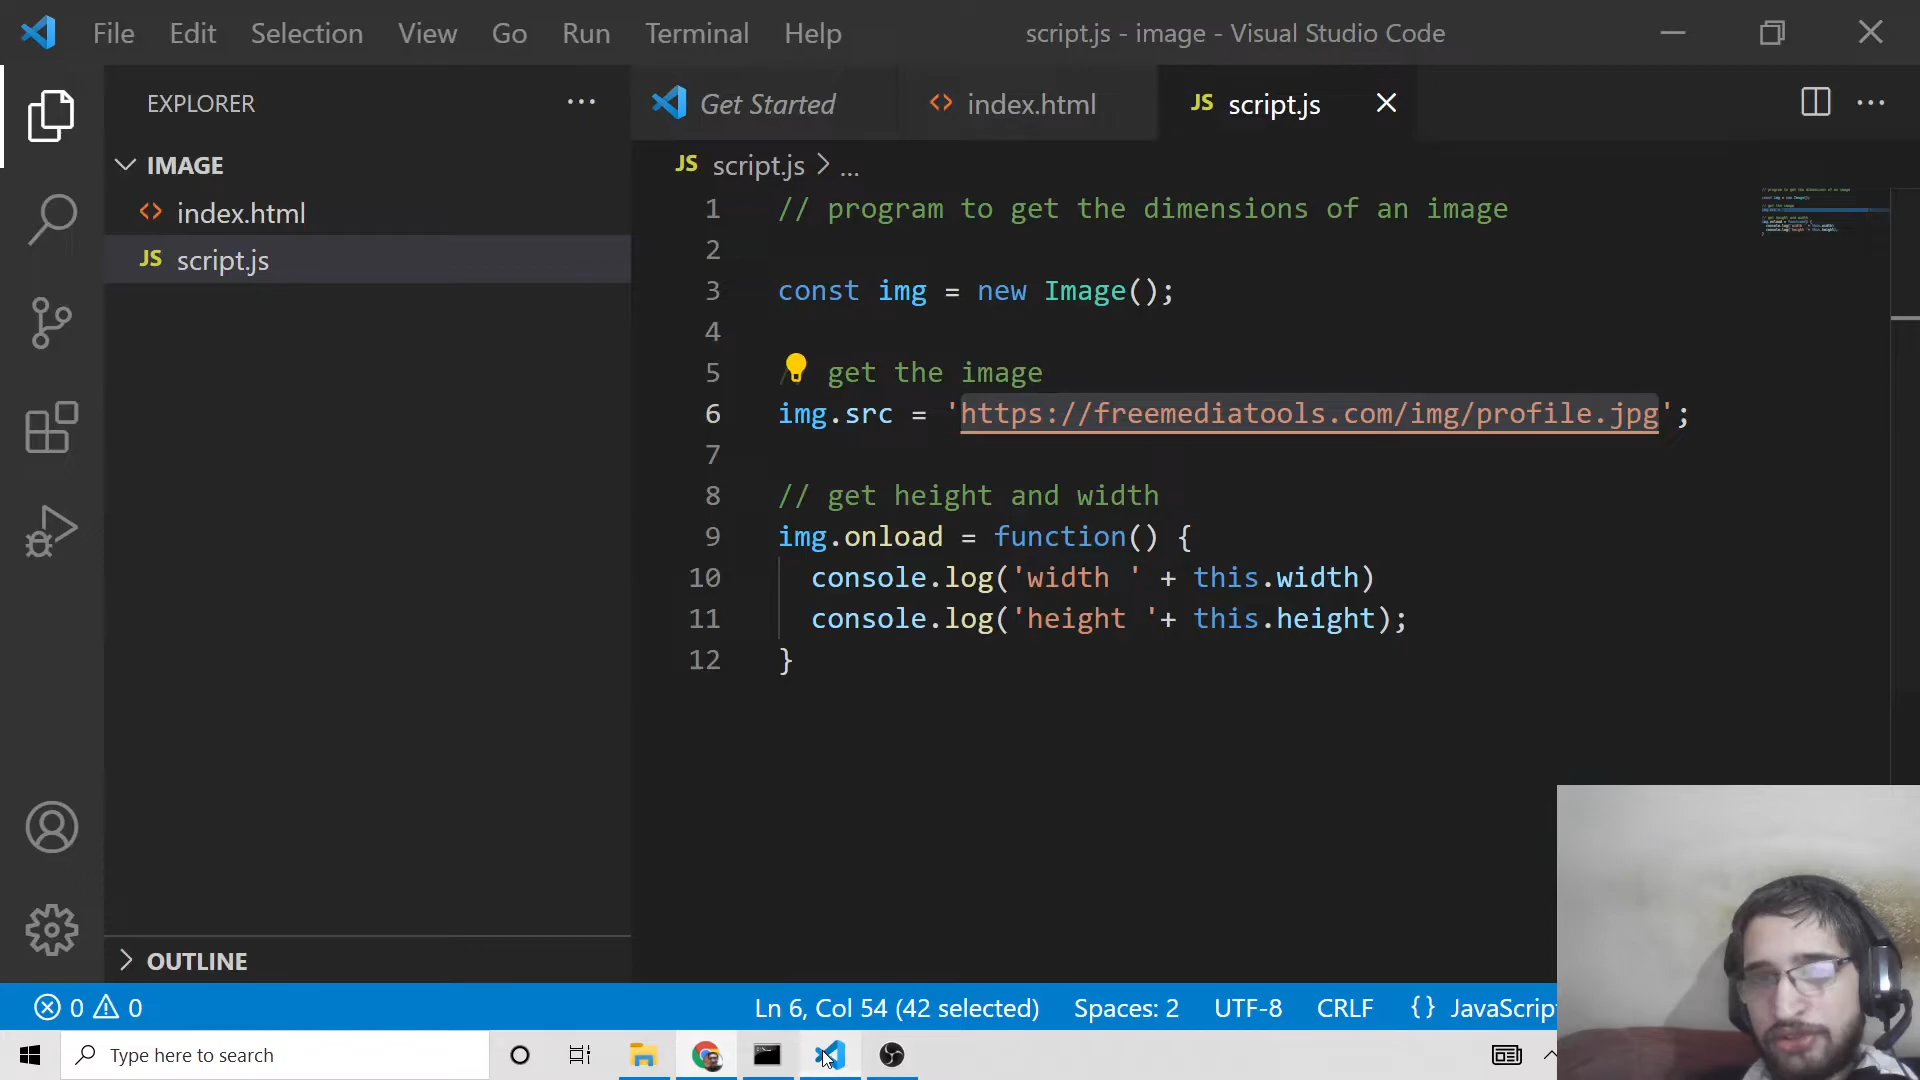 File Edit Selection View Go Run Terminal Help script.js - image - Visual Studio Code
EXPLORER
Get Started
<> index.html
JS script.js
IMAGE
<> index.html
JS script.js
JS script.js > ...
1 // program to get the dimensions of an image
2
3 const img = new Image();
4
5 get the image
6 img.src = 'https://freemediatools.com/img/profile.jpg';
7
8 // get height and width
9 img.onload = function() {
10 console.log('width ' + this.width)
11 console.log('height '+ this.height);
12 }
OUTLINE
0 0 Ln 6, Col 54 (42 selected) Spaces: 2 UTF-8 CRLF {} JavaScrip
Type here to search